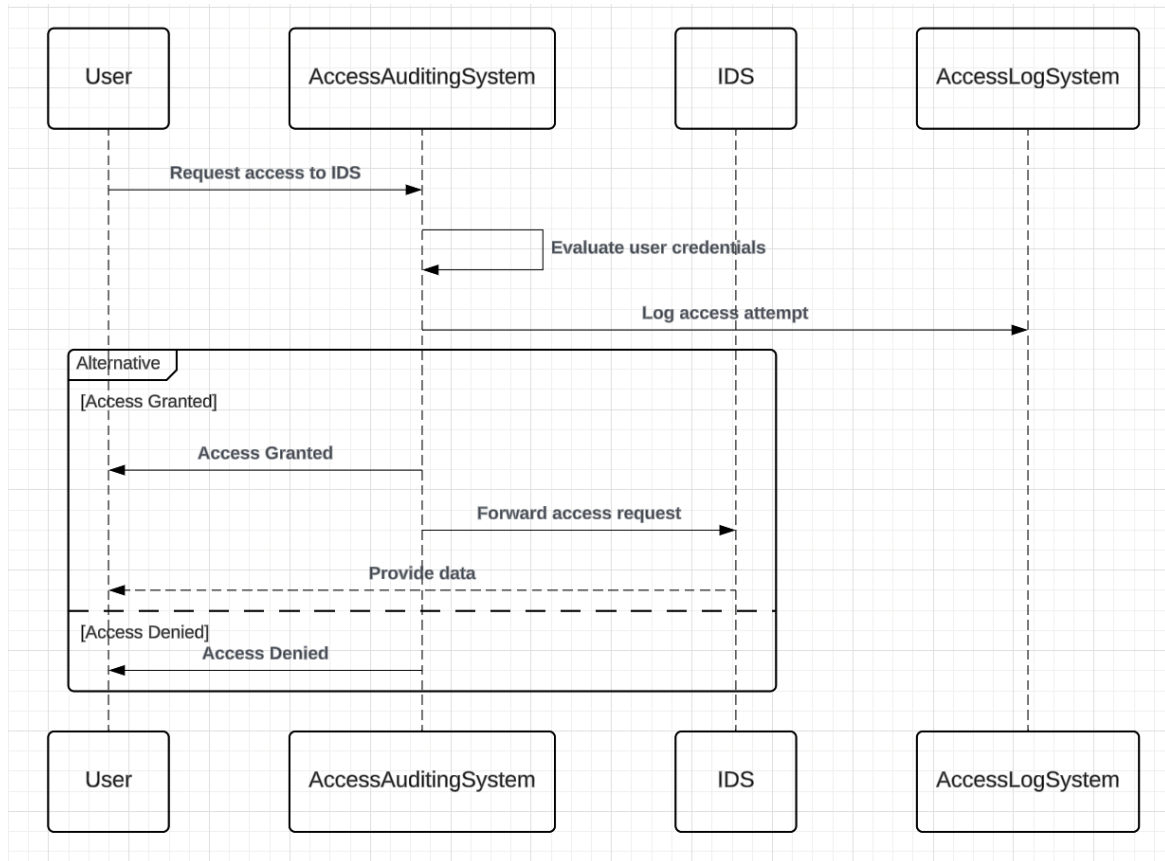 User
AccessAuditingSystem
IDS
AccessLogSystem
Request access to IDS
Evaluate user credentials
Log access attempt
Alternative
[Access Granted]
Access Granted
Forward access request
Provide data
[Access Denied]
Access Denied
User
AccessAuditingSystem
IDS
AccessLogSystem